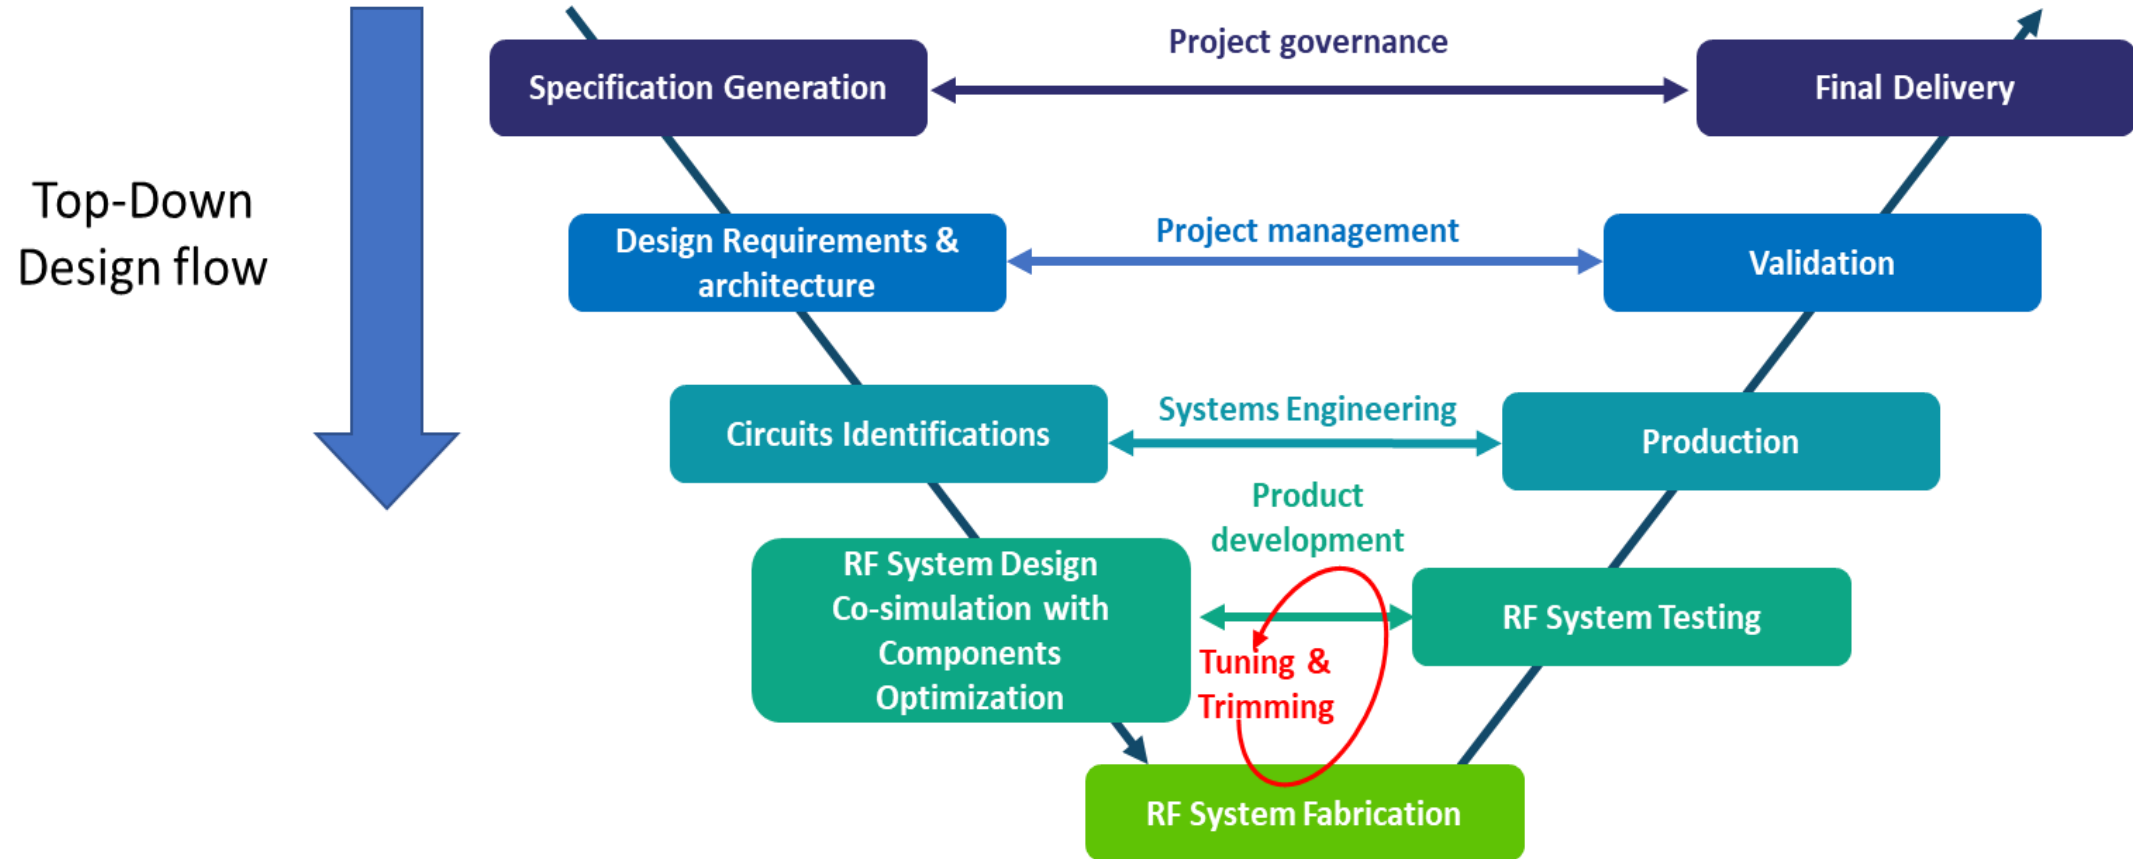 Project governance
Specification Generation
Final Delivery
Top-Down
Design flow
Project management
Design Requirements &
architecture
Validation
Systems Engineering
Circuits Identifications
Production
Product
development
RF System Design
Co-simulation with
Components
Optimization
RF System Testing
Tuning &
Trimming
RF System Fabrication